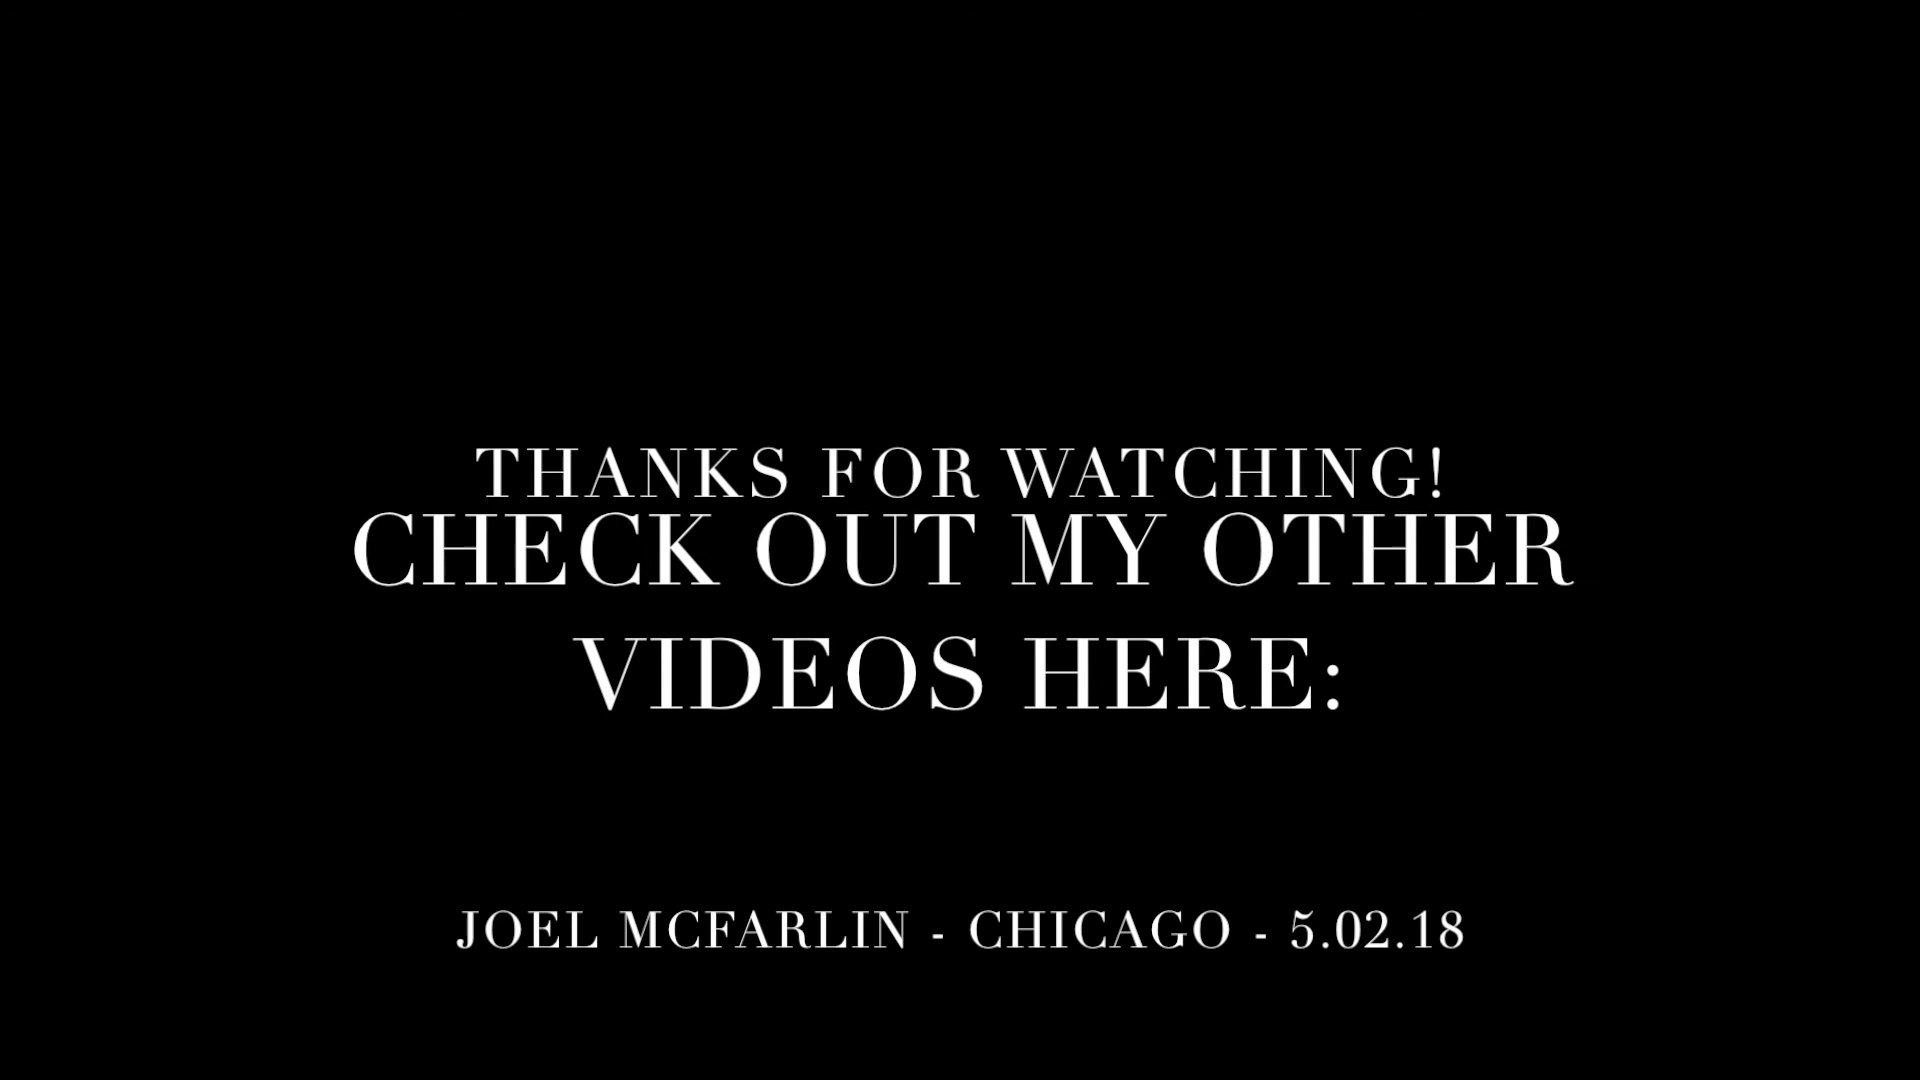 THANKS FOR WATCHING!
CHECK OUT MY OTHER
VIDEOS HERE:
JOEL MCFARLIN - CHICAGO - 5.02.18